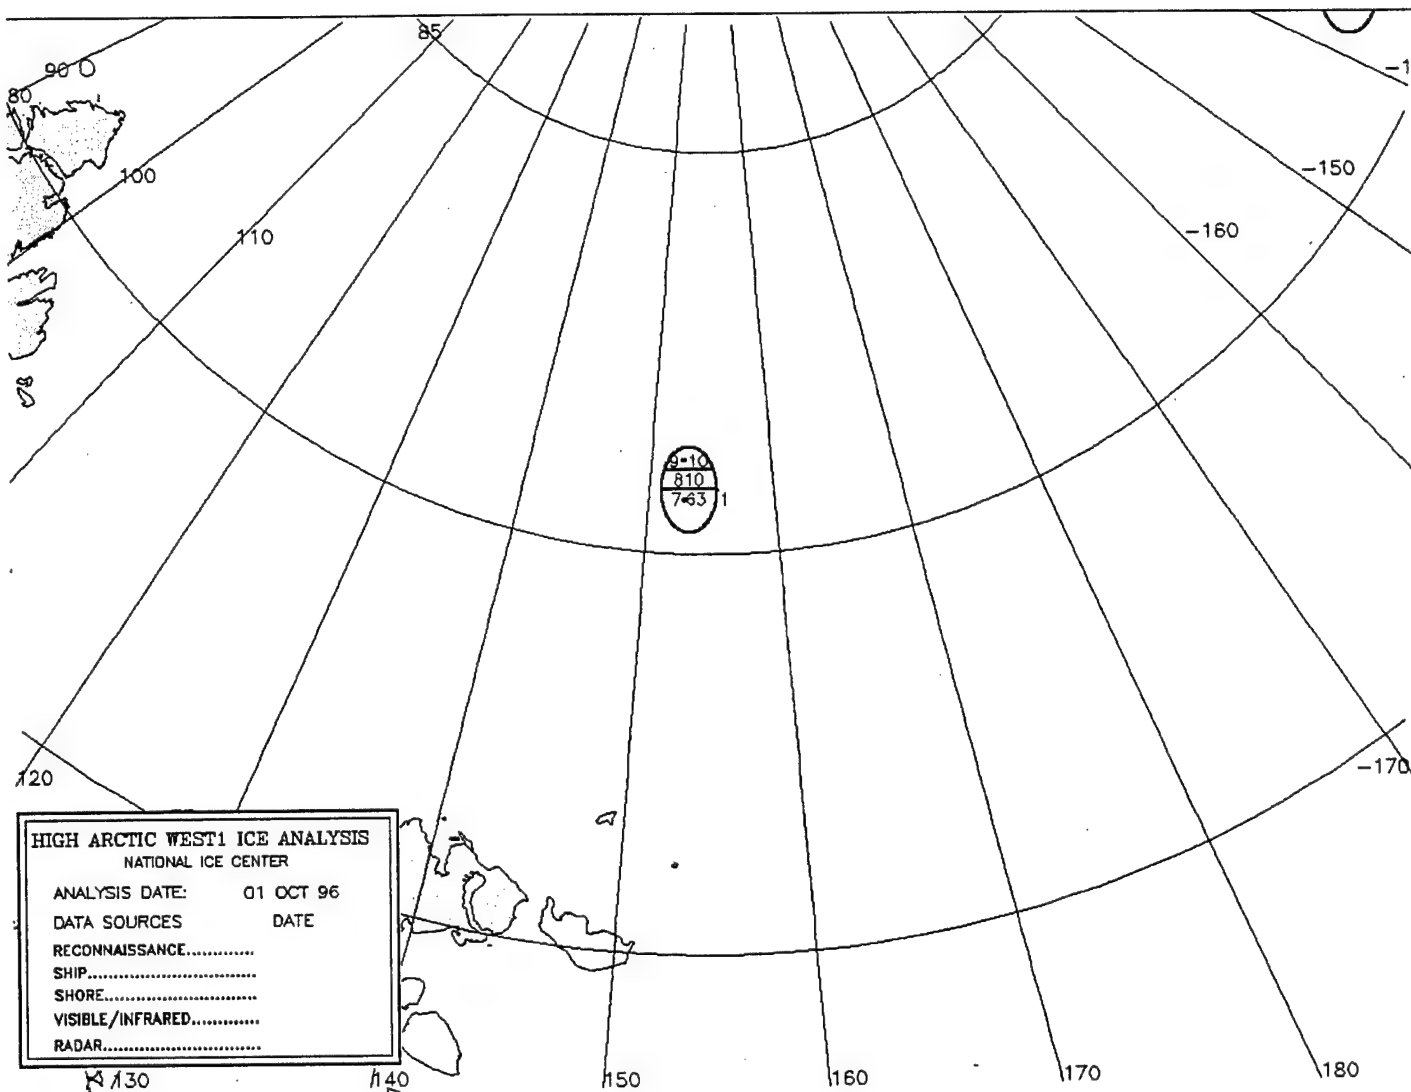 85
90
80
-1
100
-150
110
-160
9-10
810
7•63 1
120
-170
HIGH ARCTIC WEST1 ICE ANALYSIS
NATIONAL ICE CENTER
ANALYSIS DATE: 01 OCT 96
DATA SOURCES DATE
RECONNAISSANCE.............
SHIP..............................
SHORE...........................
VISIBLE/INFRARED.............
RADAR............................
130
140
150
160
170
180